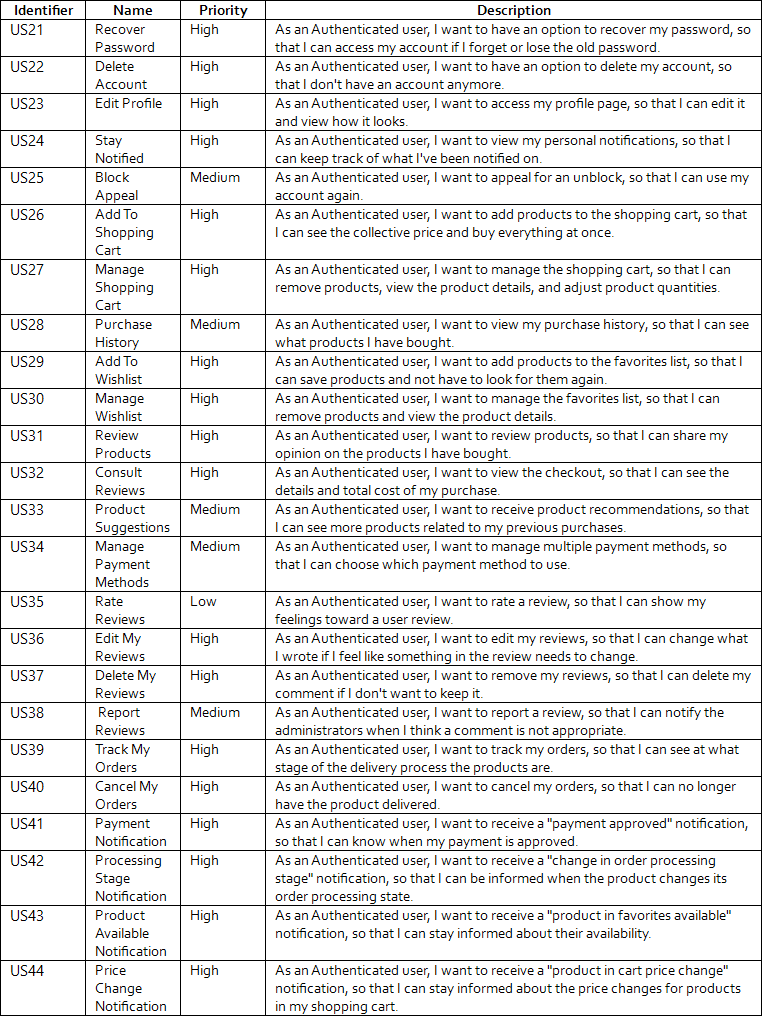 Identifier Name Priority Description
US21 Recover Password High As an Authenticated user, I want to have an option to recover my password, so
that I can access my account if I forget or lose the old password.
US22 Delete Account High As an Authenticated user, I want to have an option to delete my account, so
that I don't have an account anymore.
US23 Edit Profile High As an Authenticated user, I want to access my profile page, so that I can edit it
and view how it looks.
US24 Stay Notified High As an Authenticated user, I want to view my personal notifications, so that I
can keep track of what I've been notified on.
US25 Block Appeal Medium As an Authenticated user, I want to appeal for an unblock, so that I can use my
account again.
US26 Add To Shopping Cart High As an Authenticated user, I want to add products to the shopping cart, so that
I can see the collective price and buy everything at once.
US27 Manage Shopping Cart High As an Authenticated user, I want to manage the shopping cart, so that I can
remove products, view the product details, and adjust product quantities.
US28 Purchase History Medium As an Authenticated user, I want to view my purchase history, so that I can see
what products I have bought.
US29 Add To Wishlist High As an Authenticated user, I want to add products to the favorites list, so that I
can save products and not have to look for them again.
US30 Manage Wishlist High As an Authenticated user, I want to manage the favorites list, so that I can
remove products and view the product details.
US31 Review Products High As an Authenticated user, I want to review products, so that I can share my
opinion on the products I have bought.
US32 Consult Reviews High As an Authenticated user, I want to view the checkout, so that I can see the
details and total cost of my purchase.
US33 Product Suggestions Medium As an Authenticated user, I want to receive product recommendations, so that
I can see more products related to my previous purchases.
US34 Manage Payment Methods Medium As an Authenticated user, I want to manage multiple payment methods, so
that I can choose which payment method to use.
US35 Rate Reviews Low As an Authenticated user, I want to rate a review, so that I can show my
feelings toward a user review.
US36 Edit My Reviews High As an Authenticated user, I want to edit my reviews, so that I can change what
I wrote if I feel like something in the review needs to change.
US37 Delete My Reviews High As an Authenticated user, I want to remove my reviews, so that I can delete my
comment if I don't want to keep it.
US38 Report Reviews Medium As an Authenticated user, I want to report a review, so that I can notify the
administrators when I think a comment is not appropriate.
US39 Track My Orders High As an Authenticated user, I want to track my orders, so that I can see at what
stage of the delivery process the products are.
US40 Cancel My Orders High As an Authenticated user, I want to cancel my orders, so that I can no longer
have the product delivered.
US41 Payment Notification High As an Authenticated user, I want to receive a "payment approved" notification,
so that I can know when my payment is approved.
US42 Processing Stage Notification High As an Authenticated user, I want to receive a "change in order processing
stage" notification, so that I can be informed when the product changes its
order processing state.
US43 Product Available Notification High As an Authenticated user, I want to receive a "product in favorites available"
notification, so that I can stay informed about their availability.
US44 Price Change Notification High As an Authenticated user, I want to receive a "product in cart price change"
notification, so that I can stay informed about the price changes for products
in my shopping cart.